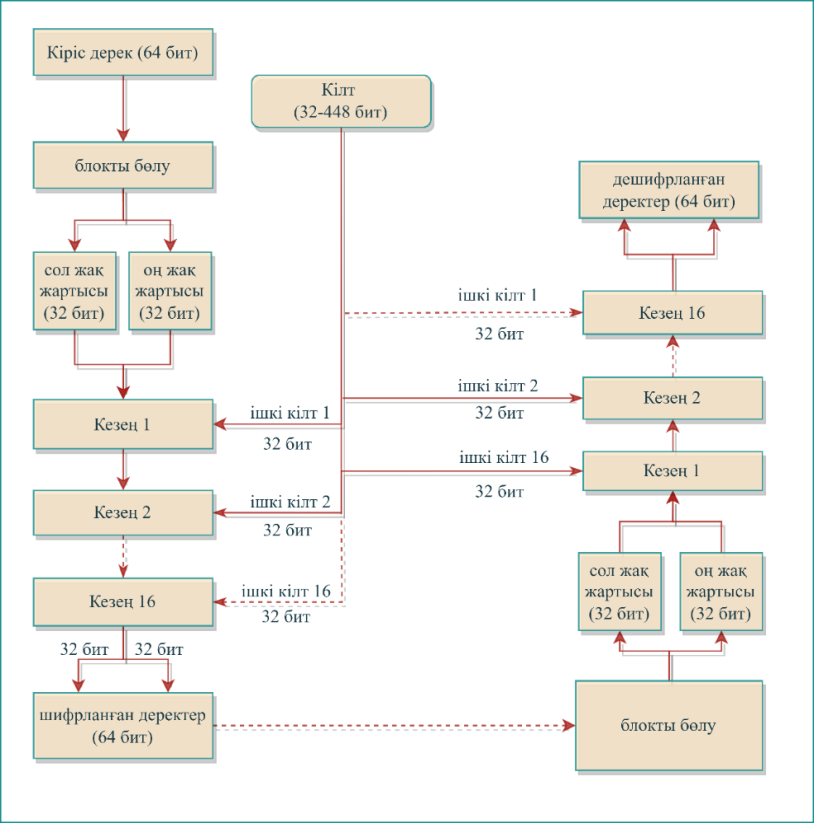 Кіріс дерек (64 бит)
блокты бөлу
сол жақ
жартысы
(32 бит)
оң жақ
жартысы
(32 бит)
Кезең 1
Кезең 2
Кезең 16
32 бит
32 бит
шифрланған деректер
(64 бит)
Кілт
(32-448 бит)
ішкі кілт 1
32 бит
ішкі кілт 2
32 бит
ішкі кілт 16
32 бит
ішкі кілт 1
32 бит
ішкі кілт 2
32 бит
ішкі кілт 16
32 бит
дешифрланған
деректер (64 бит)
Кезең 16
Кезең 2
Кезең 1
сол жақ
жартысы
(32 бит)
оң жақ
жартысы
(32 бит)
блокты бөлу